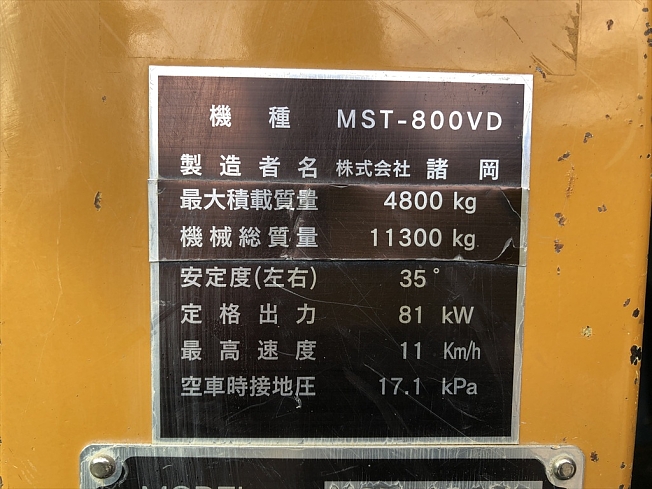 機種 MST-800VD
製造者名 株式会社 諸岡
最大積載質量 4800 kg
機械総質量 11300 kg
安定度(左右) 35°
定格出力 81 kW
最高速度 11 Km/h
空車時接地圧 17.1 kPa
MODEL